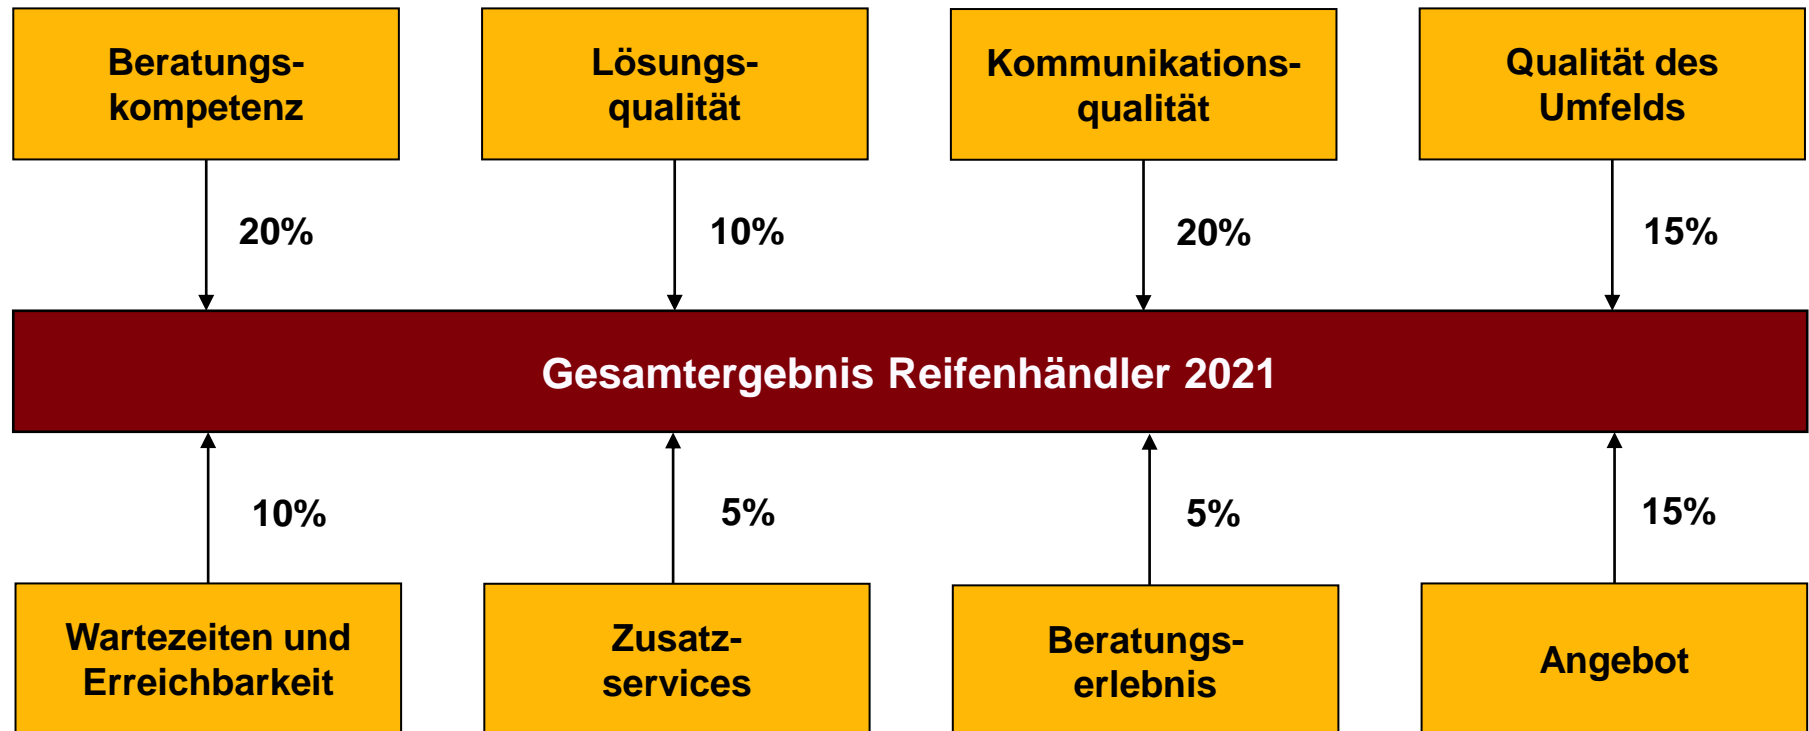 Beratungs-
kompetenz
Lösungs-
qualität
Kommunikations-
qualität
Qualität des
Umfelds
20%
10%
20%
15%
Gesamtergebnis Reifenhändler 2021
10%
5%
5%
15%
Wartezeiten und
Erreichbarkeit
Zusatz-
services
Beratungs-
erlebnis
Angebot